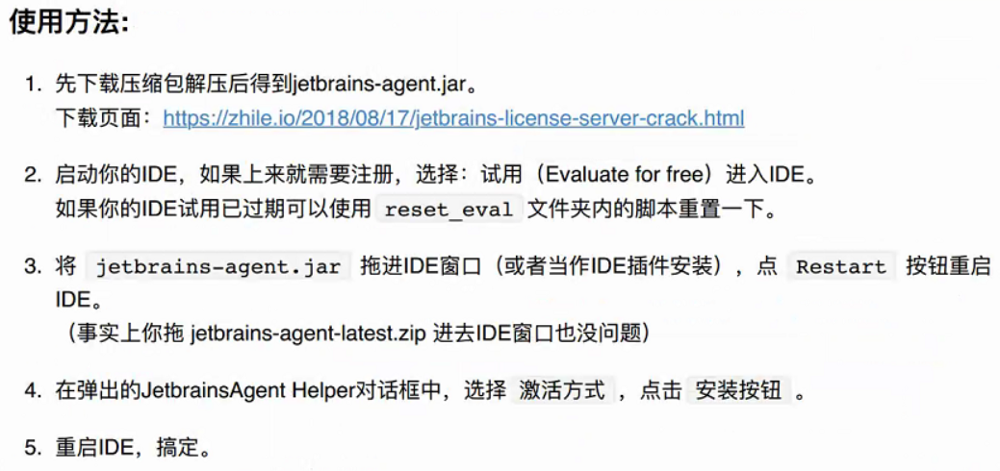 使用方法:
1. 先下载压缩包解压后得到jetbrains-agent.jar。
下载页面：https://zhile.io/2018/08/17/jetbrains-license-server-crack.html
2. 启动你的IDE，如果上来就需要注册，选择：试用（Evaluate for free）进入IDE。
如果你的IDE试用已过期可以使用 reset_eval 文件夹内的脚本重置一下。
3. 将 jetbrains-agent.jar 拖进IDE窗口（或者当作IDE插件安装），点 Restart 按钮重启
IDE。
（事实上你拖 jetbrains-agent-latest.zip 进去IDE窗口也没问题）
4. 在弹出的JetbrainsAgent Helper对话框中，选择 激活方式 ，点击 安装按钮 。
5. 重启IDE，搞定。